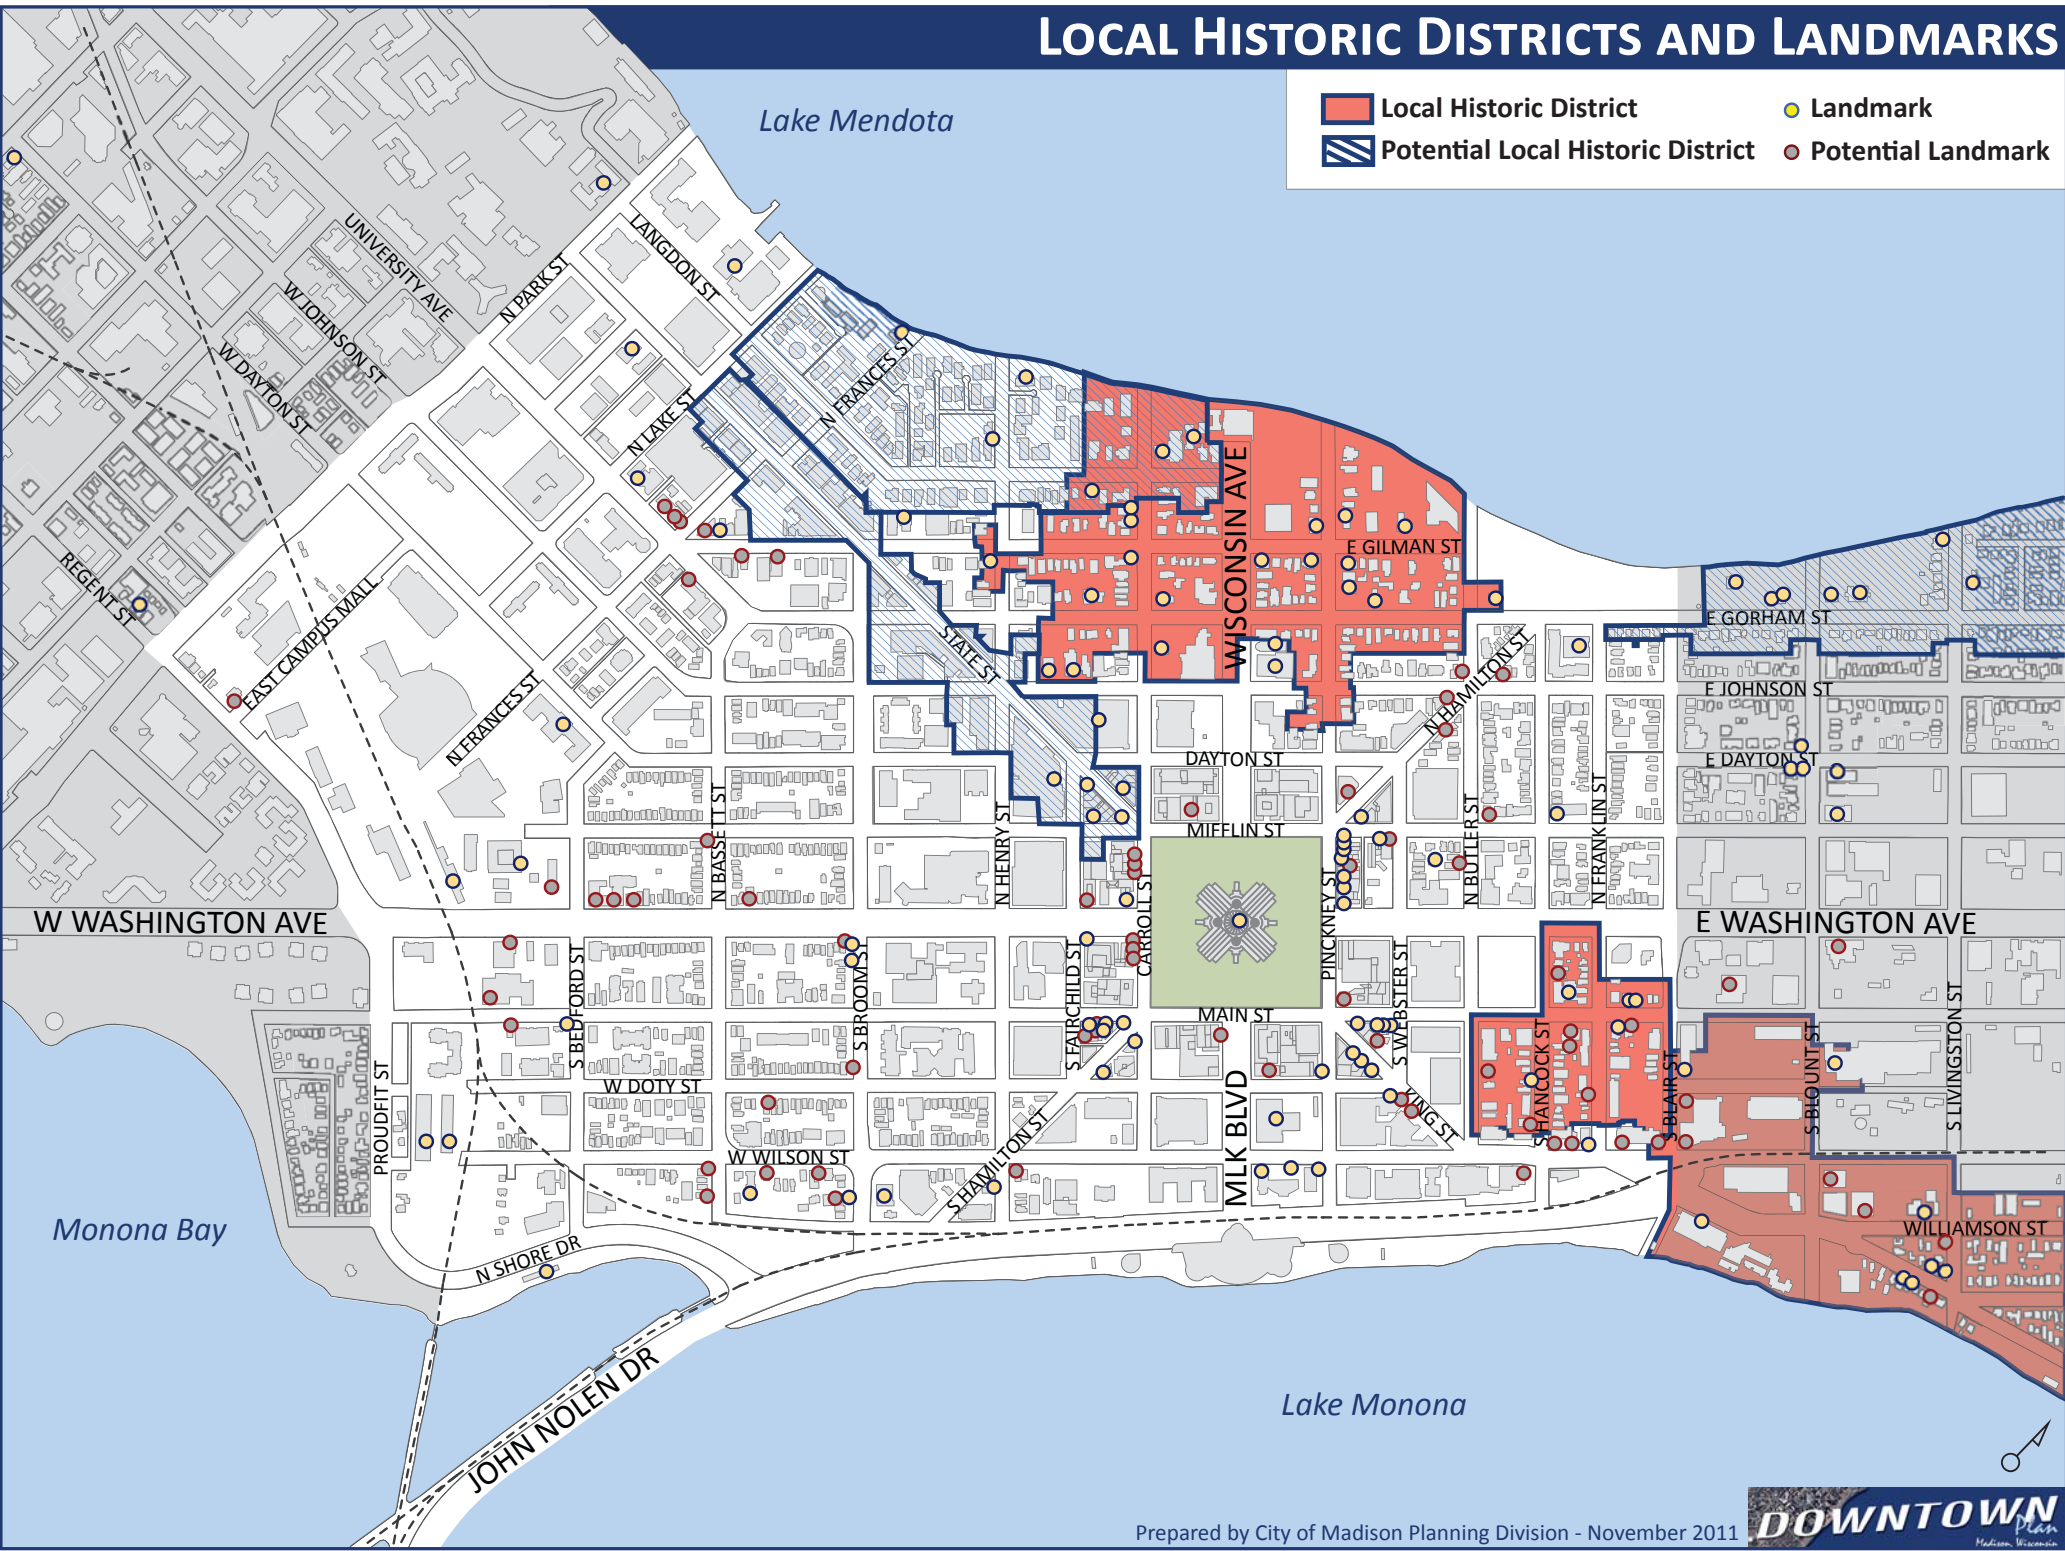 LOCAL HISTORIC DISTRICTS AND LANDMARKS
Local Historic District
Landmark
Potential Local Historic District
Potential Landmark
Lake Mendota
LANGDON ST
UNIVERSITY AVE
N PARK ST
W JOHNSON ST
W DAYTON ST
N FRANCES ST
N LAKE ST
WISCONSIN AVE
E GILMAN ST
REGENT ST
EAST CAMPUS MALL
STATE ST
E GORHAM ST
N HAMILTON ST
E JOHNSON ST
N FRANCES ST
DAYTON ST
E DAYTON ST
N BASSETT ST
N HENRY ST
MIFFLIN ST
N BUTLER ST
N FRANKLIN ST
CARROLL ST
PINCKNEY ST
W WASHINGTON AVE
E WASHINGTON AVE
S BEDFORD ST
S BROOM ST
S FAIRCHILD ST
S WEBSTER ST
MAIN ST
S HANCOCK ST
S BLAIR ST
S BLOUNT ST
S LIVINGSTON ST
PROUDFIT ST
W DOTY ST
MLK BLVD
KING ST
W WILSON ST
S HAMILTON ST
Monona Bay
N SHORE DR
WILLIAMSON ST
JOHN NOLEN DR
Lake Monona
Prepared by City of Madison Planning Division - November 2011
DOWNTOWN
Plan
Madison, Wisconsin